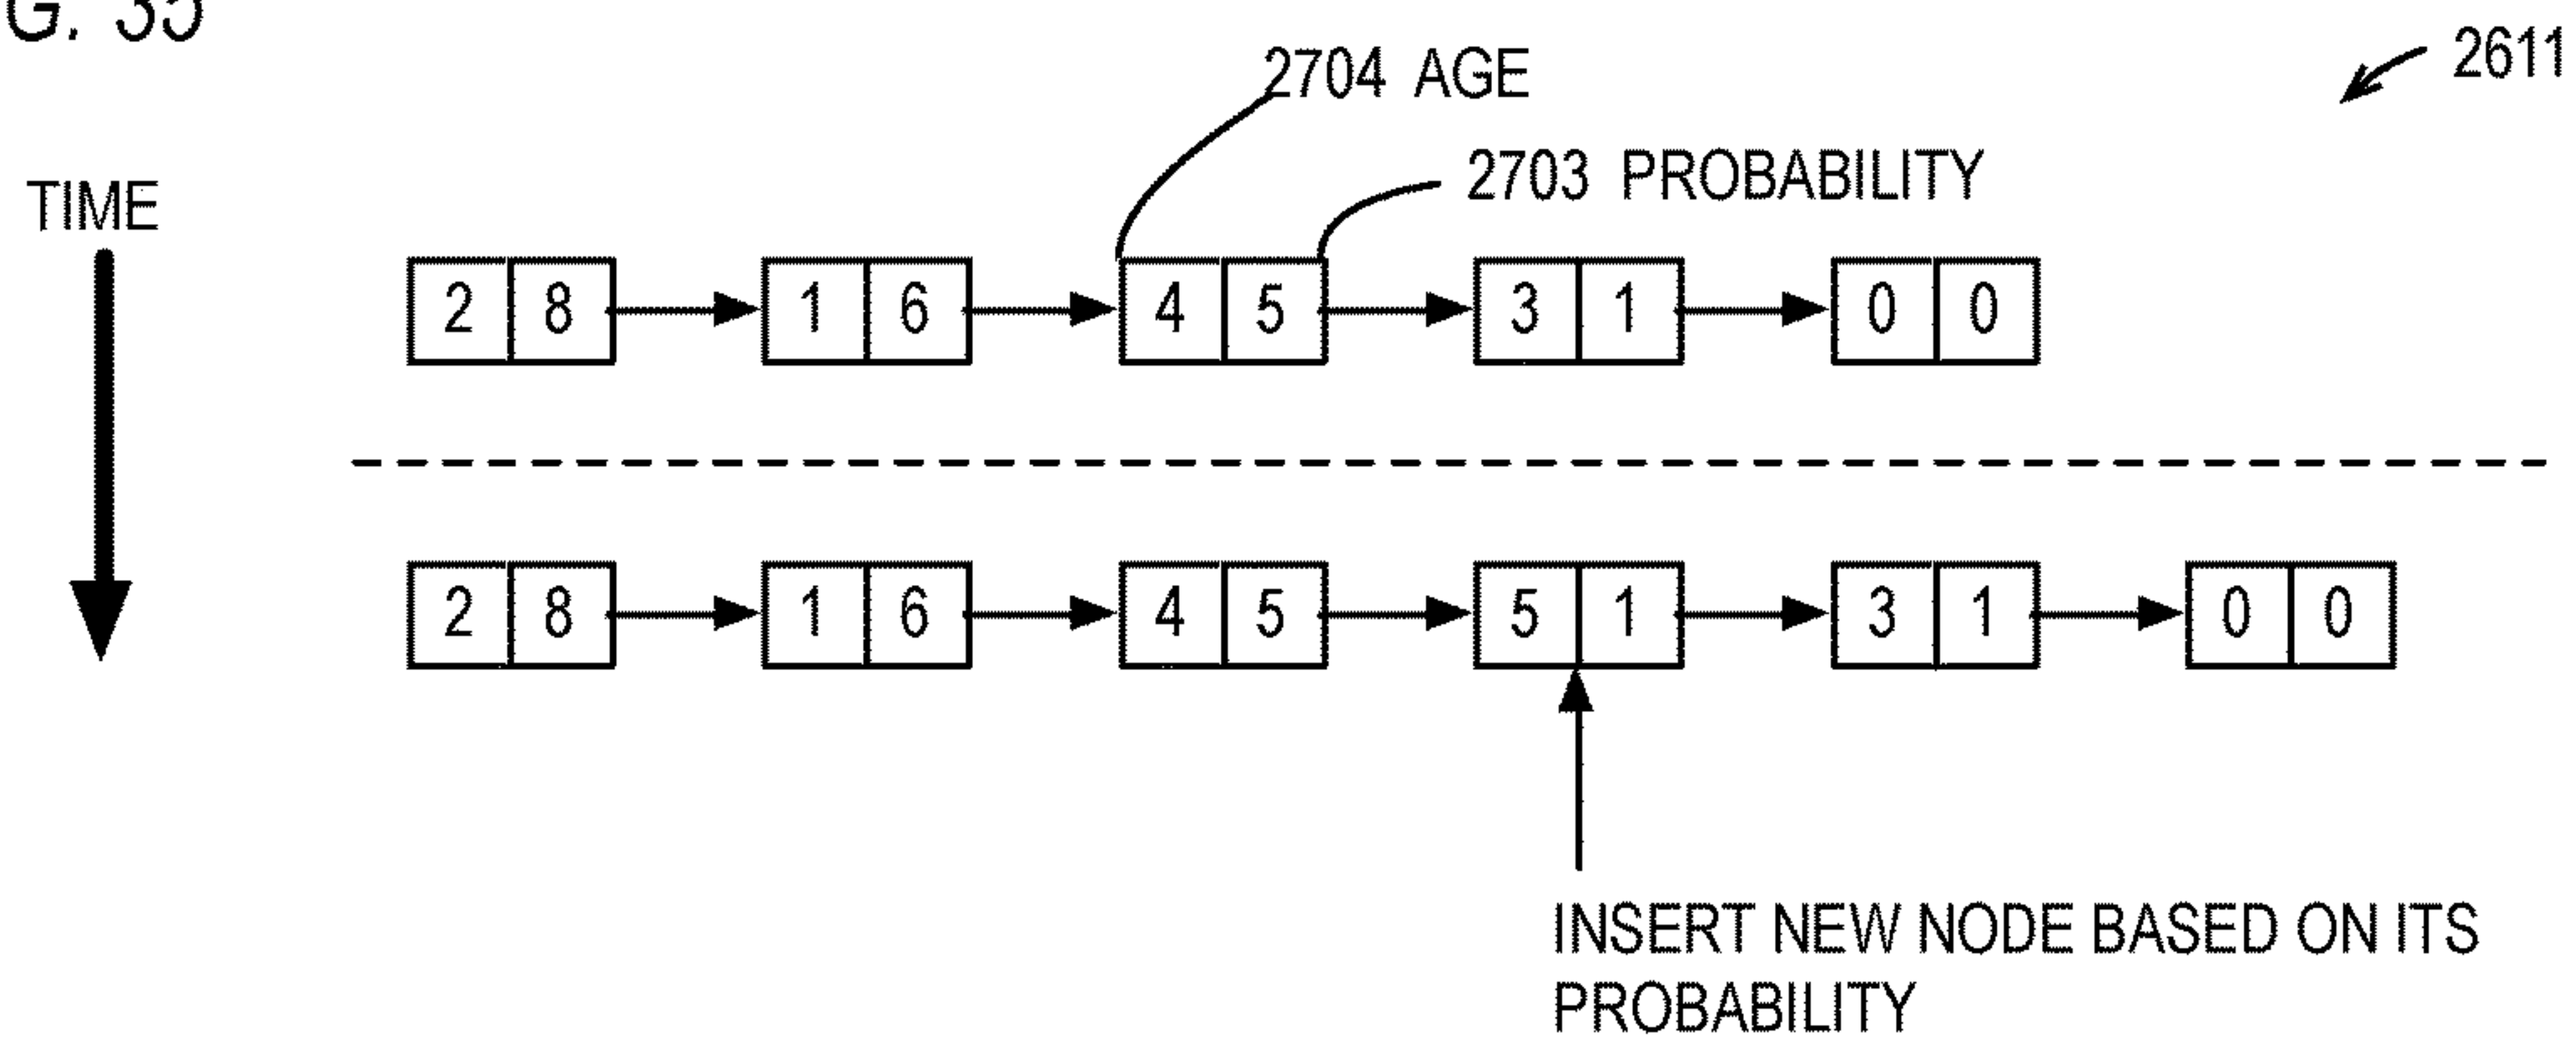 G. 35
2611
2704 AGE
2703 PROBABILITY
TIME
2 8 1 6 4 5 3 1 0 0
2 8 1 6 4 5 5 1 3 1 0 0
INSERT NEW NODE BASED ON ITS
PROBABILITY